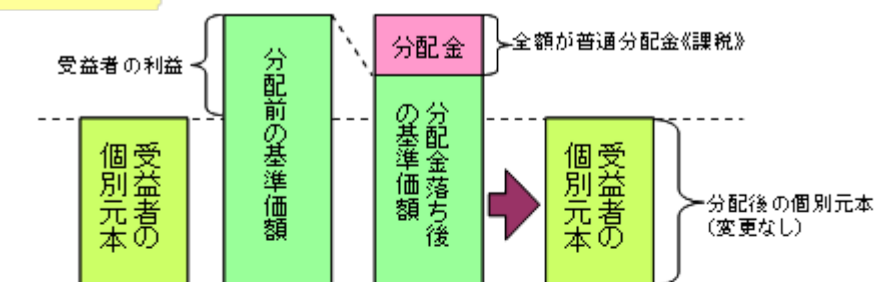 受益者の利益
分配前の基準価額
分配金
全額が普通分配金《課税》
受益者の
個別元本
分配金落ち後
の基準価額
受益者の
個別元本
分配後の個別元本
（変更なし）